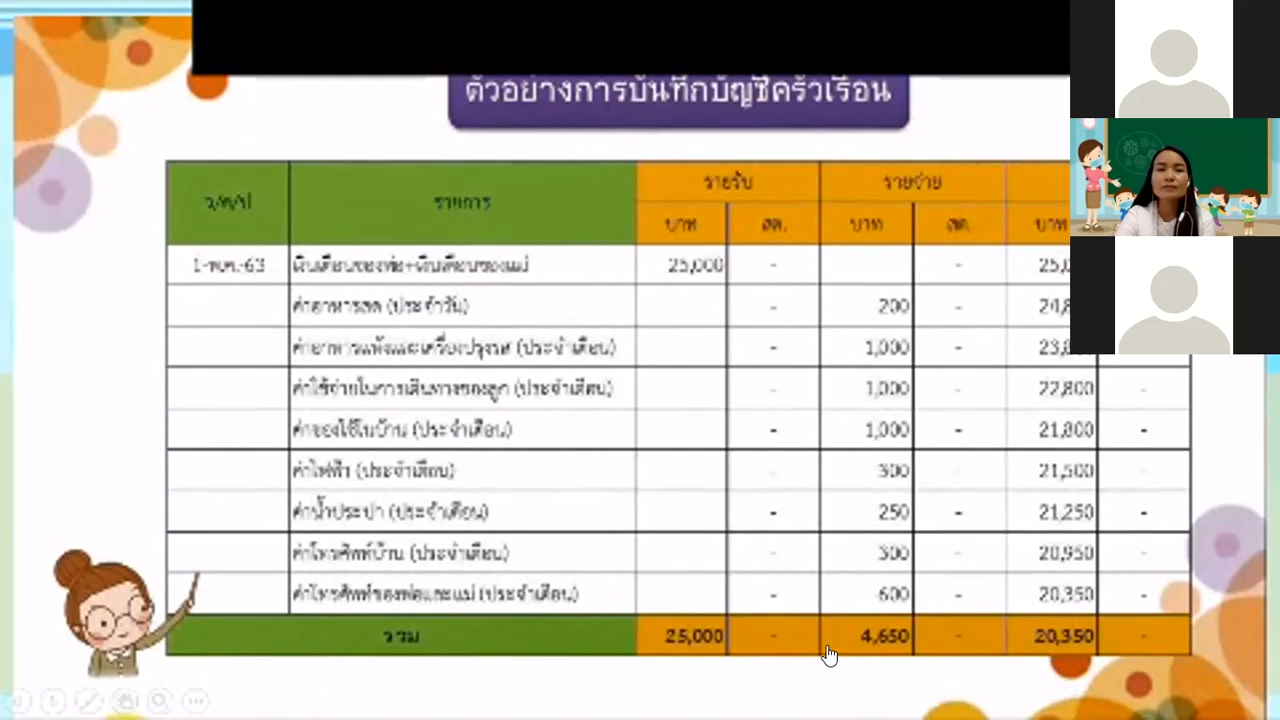 ตัวอย่างการบันทึกบัญชีครัวเรือน
ว/ด/ป รายการ รายรับ รายจ่าย
บาท สต. บาท สต. บาท
1-พ.ค.-63 เงินเดือนของพ่อ+เงินเดือนของแม่ 25,000 - -
ค่าอาหารสด (ประจำวัน) - 200 -
ค่าอาหารแห้งและเครื่องปรุงรส (ประจำเดือน) - 1,000 -
ค่าใช้จ่ายในการเดินทางของลูก (ประจำเดือน) - 1,000 - 22,800 -
ค่าของใช้ในบ้าน (ประจำเดือน) - 1,000 - 21,800 -
ค่าไฟฟ้า (ประจำเดือน) - 300 - 21,500 -
ค่าน้ำประปา (ประจำเดือน) - 250 - 21,250 -
ค่าโทรศัพท์บ้าน (ประจำเดือน) - 300 - 20,950 -
ค่าโทรศัพท์ของพ่อและแม่ (ประจำเดือน) - 600 - 20,350 -
รวม 25,000 - 4,650 - 20,350 -